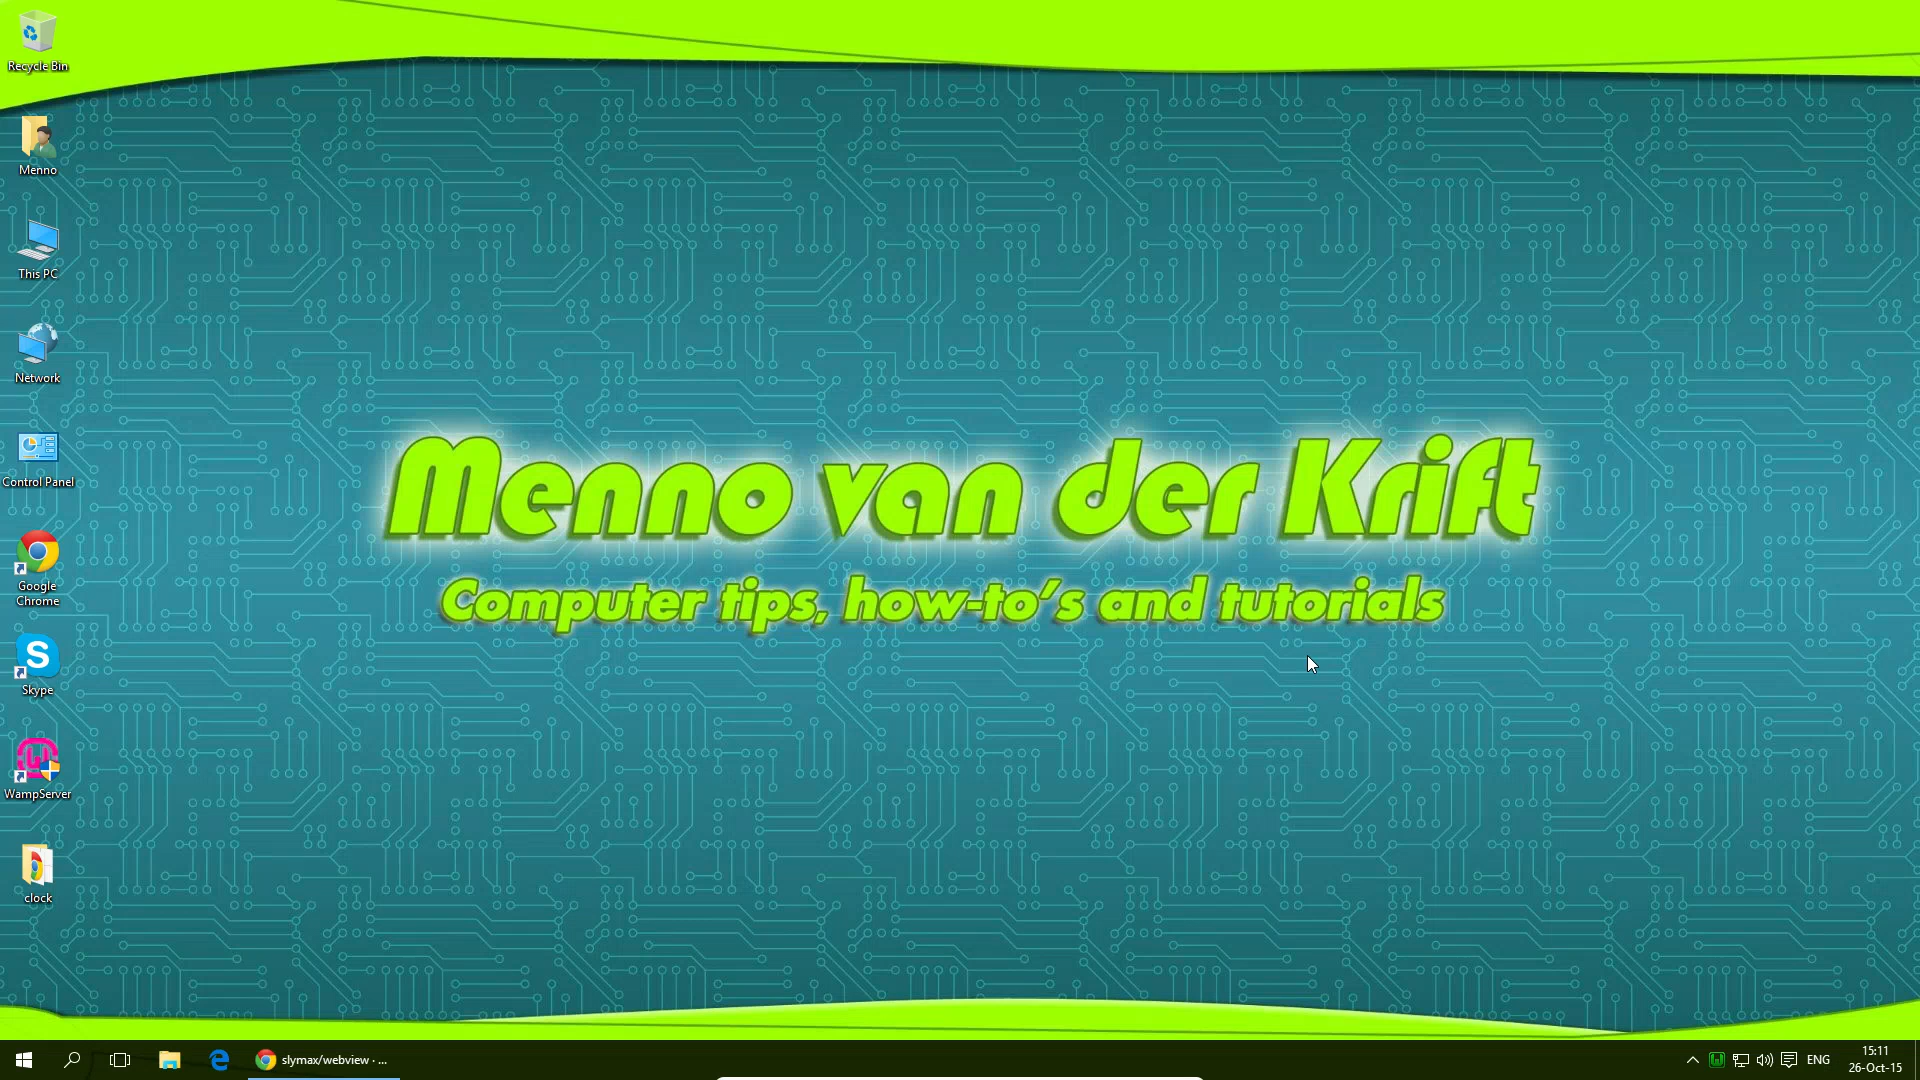 Recycle Bin
Menno
This PC
Network
Control Panel
Google
Chrome
Skype
WampServer
clock
Menno van der Krift
Computer tips, how-to's and tutorials
slymax/webview · ...
ENG
15:11
26-Oct-15